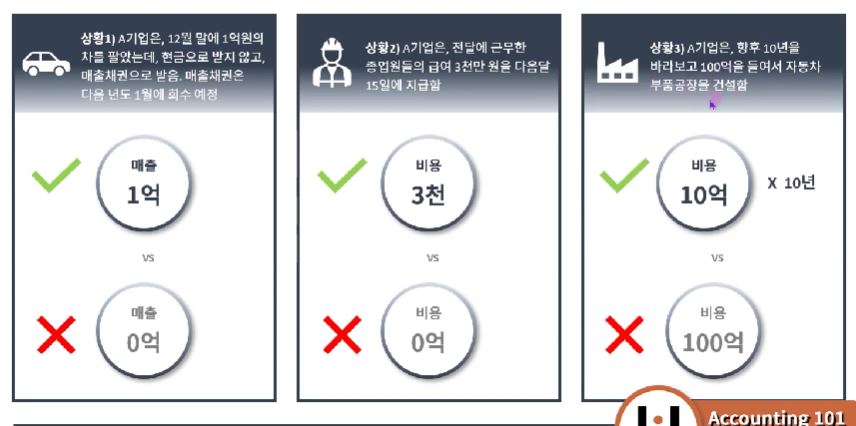 상황1) A기업은, 12월 말에 1억원의
차를 팔았는데, 현금으로 받지 않고,
매출채권으로 받음. 매출채권은
다음 년도 1월에 회수 예정
매출
1억
vs
매출
0억
상황2) A기업은, 전달에 근무한
종업원들의 급여 3천만 원을 다음달
15일에 지급함
비용
3천
vs
비용
0억
상황3) A기업은, 향후 10년을
바라보고 100억을 들여서 자동차
부품공장을 건설함
비용
10억
X 10년
vs
비용
100억
Accounting 101